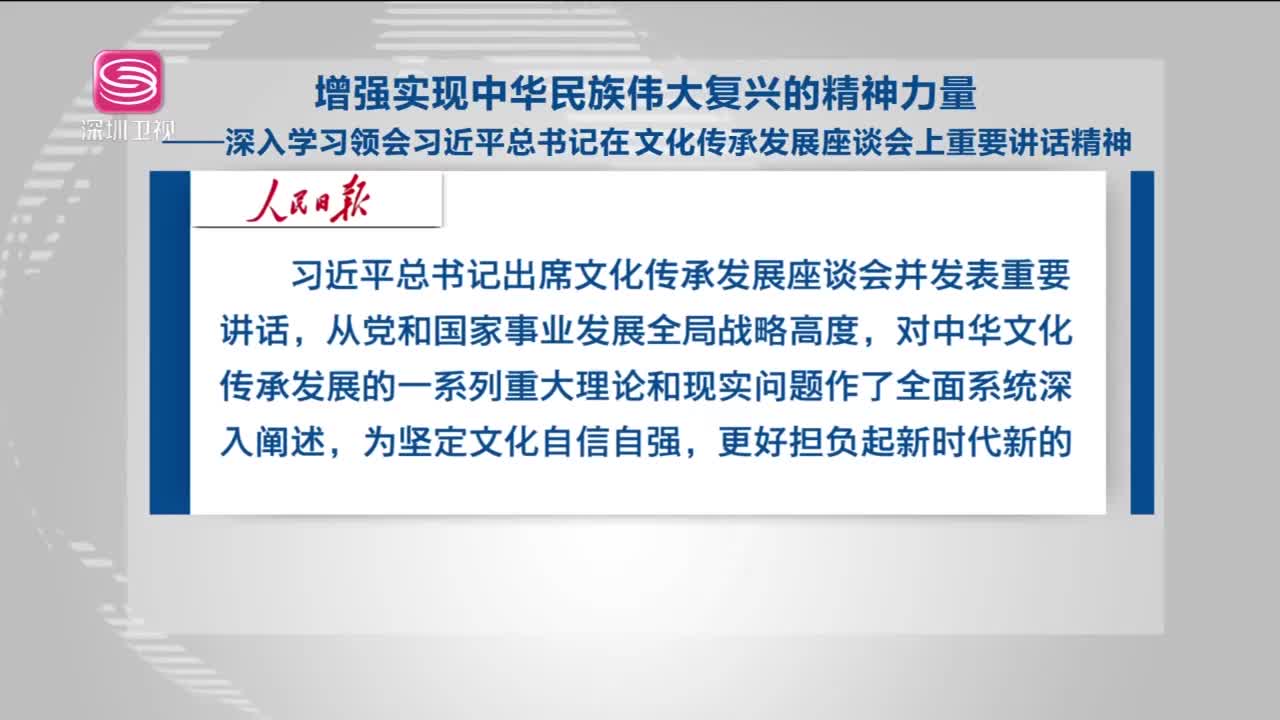 增强实现中华民族伟大复兴的精神力量
深圳卫视
——深入学习领会习近平总书记在文化传承发展座谈会上重要讲话精神
人民日报
习近平总书记出席文化传承发展座谈会并发表重要
讲话，从党和国家事业发展全局战略高度，对中华文化
传承发展的一系列重大理论和现实问题作了全面系统深
入阐述，为坚定文化自信自强，更好担负起新时代新的